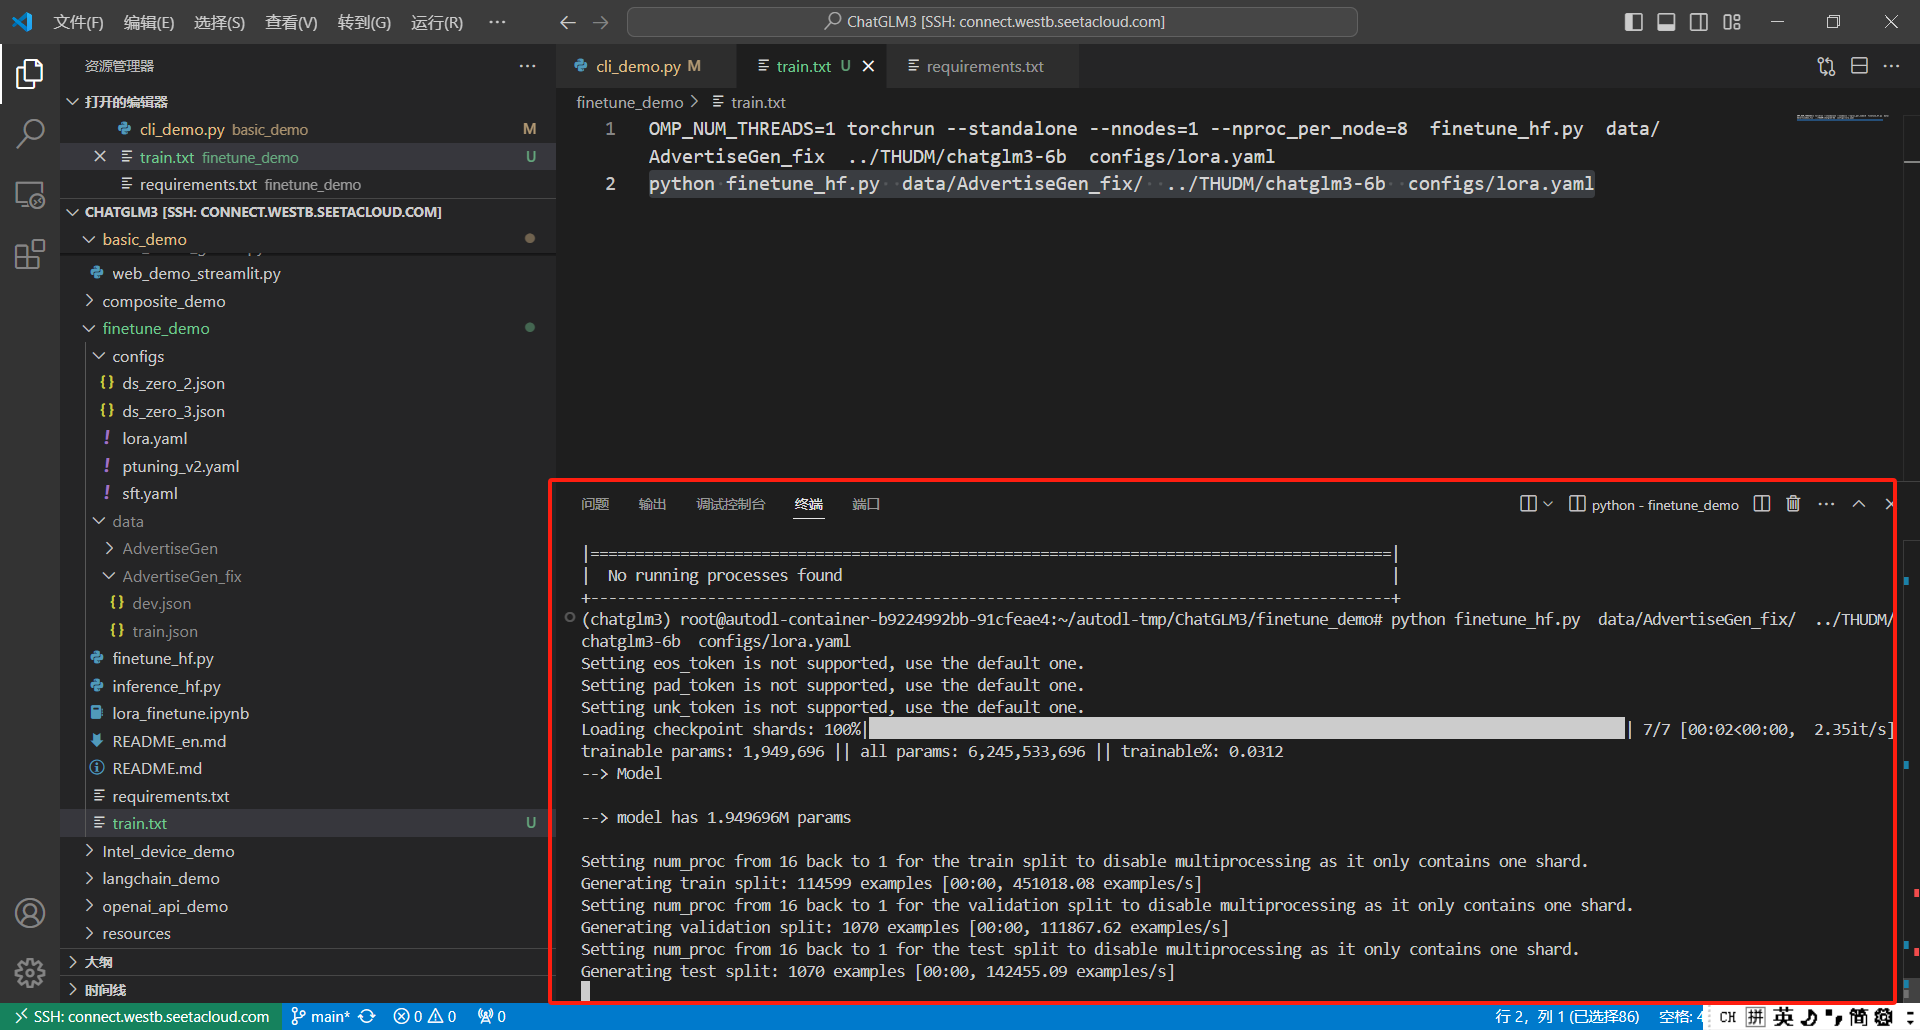 文件(F) 编辑(E) 选择(S) 查看(V) 转到(G) 运行(R) ··· ChatGLM3 [SSH: connect.westb.seetacloud.com]
资源管理器
打开的编辑器
cli_demo.py basic_demo M
train.txt finetune_demo U
requirements.txt finetune_demo
CHATGLM3 [SSH: CONNECT.WESTB.SEETACLOUD.COM]
basic_demo
web_demo_streamlit.py
composite_demo
finetune_demo
configs
ds_zero_2.json
ds_zero_3.json
lora.yaml
ptuning_v2.yaml
sft.yaml
data
AdvertiseGen
AdvertiseGen_fix
dev.json
train.json
finetune_hf.py
inference_hf.py
lora_finetune.ipynb
README_en.md
README.md
requirements.txt
train.txt U
Intel_device_demo
langchain_demo
openai_api_demo
resources
大纲
时间线
cli_demo.py M train.txt U requirements.txt
finetune_demo > train.txt
1 OMP_NUM_THREADS=1 torchrun --standalone --nnodes=1 --nproc_per_node=8  finetune_hf.py  data/
AdvertiseGen_fix  ../THUDM/chatglm3-6b  configs/lora.yaml
2 python finetune_hf.py  data/AdvertiseGen_fix/  ../THUDM/chatglm3-6b  configs/lora.yaml
问题 输出 调试控制台 终端 端口 python - finetune_demo
|=========================================================================================|
|  No running processes found                                                             |
+-----------------------------------------------------------------------------------------+
(chatglm3) root@autodl-container-b9224992bb-91cfeae4:~/autodl-tmp/ChatGLM3/finetune_demo# python finetune_hf.py  data/AdvertiseGen_fix/  ../THUDM/
chatglm3-6b  configs/lora.yaml
Setting eos_token is not supported, use the default one.
Setting pad_token is not supported, use the default one.
Setting unk_token is not supported, use the default one.
Loading checkpoint shards: 100%| | 7/7 [00:02<00:00,  2.35it/s]
trainable params: 1,949,696 || all params: 6,245,533,696 || trainable%: 0.0312
--> Model
--> model has 1.949696M params
Setting num_proc from 16 back to 1 for the train split to disable multiprocessing as it only contains one shard.
Generating train split: 114599 examples [00:00, 451018.08 examples/s]
Setting num_proc from 16 back to 1 for the validation split to disable multiprocessing as it only contains one shard.
Generating validation split: 1070 examples [00:00, 111867.62 examples/s]
Setting num_proc from 16 back to 1 for the test split to disable multiprocessing as it only contains one shard.
Generating test split: 1070 examples [00:00, 142455.09 examples/s]
SSH: connect.westb.seetacloud.com main* 0 0 0 行 2，列 1 (已选择86) 空格: 4 CH 拼 英 简